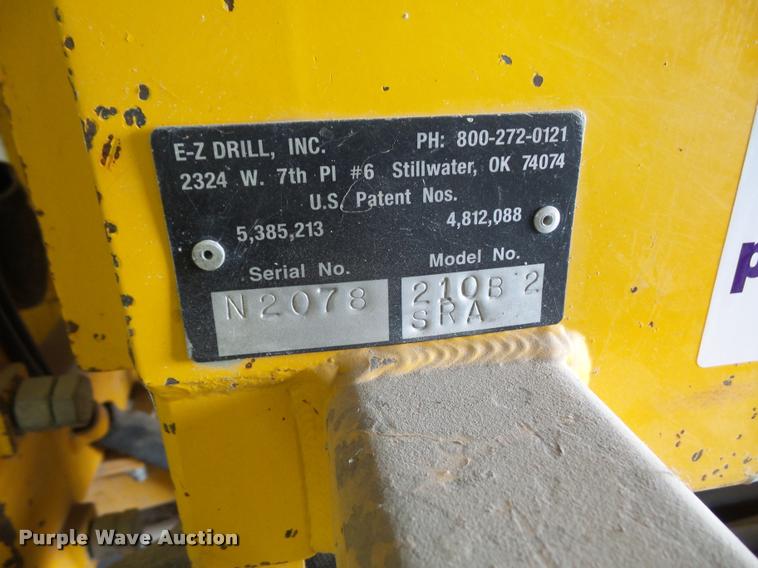 E-Z DRILL, INC. PH: 800-272-0121
2324 W. 7th Pl #6 Stillwater, OK 74074
U.S. Patent Nos.
5,385,213 4,812,088
Serial No. Model No.
N2078 210B 2
SRA
p
Purple Wave Auction